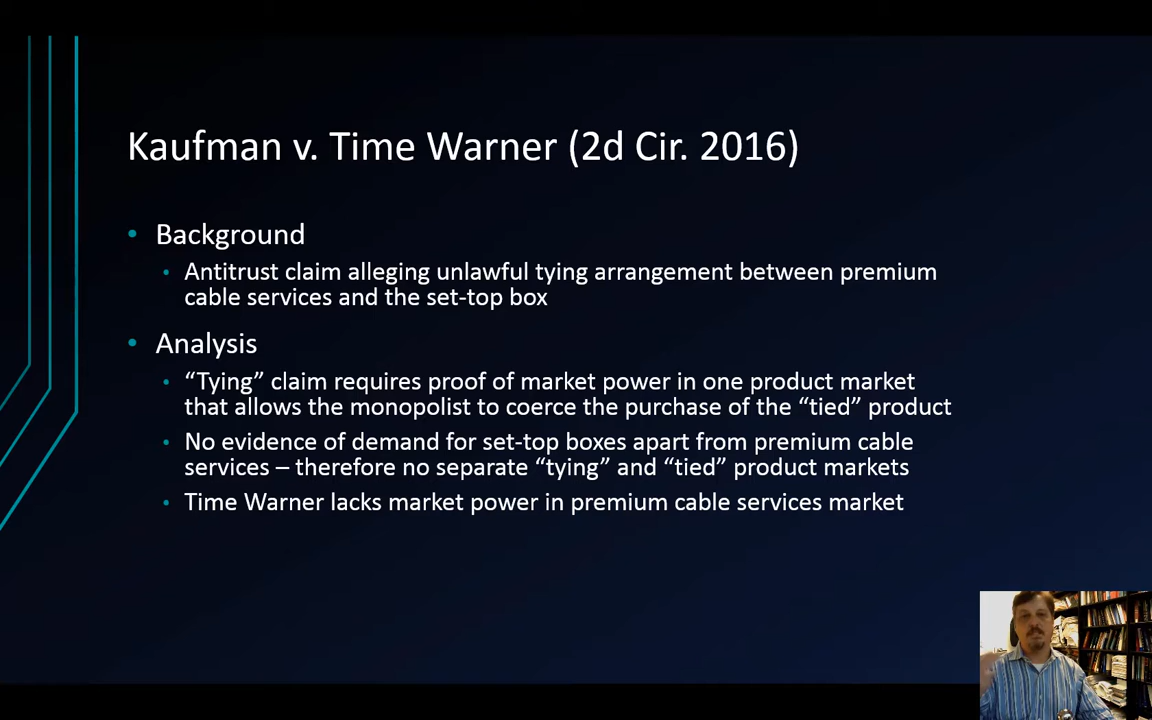 Kaufman v. Time Warner (2d Cir. 2016)
• Background
• Antitrust claim alleging unlawful tying arrangement between premium
cable services and the set-top box
• Analysis
• “Tying” claim requires proof of market power in one product market
that allows the monopolist to coerce the purchase of the “tied” product
• No evidence of demand for set-top boxes apart from premium cable
services – therefore no separate “tying” and “tied” product markets
• Time Warner lacks market power in premium cable services market